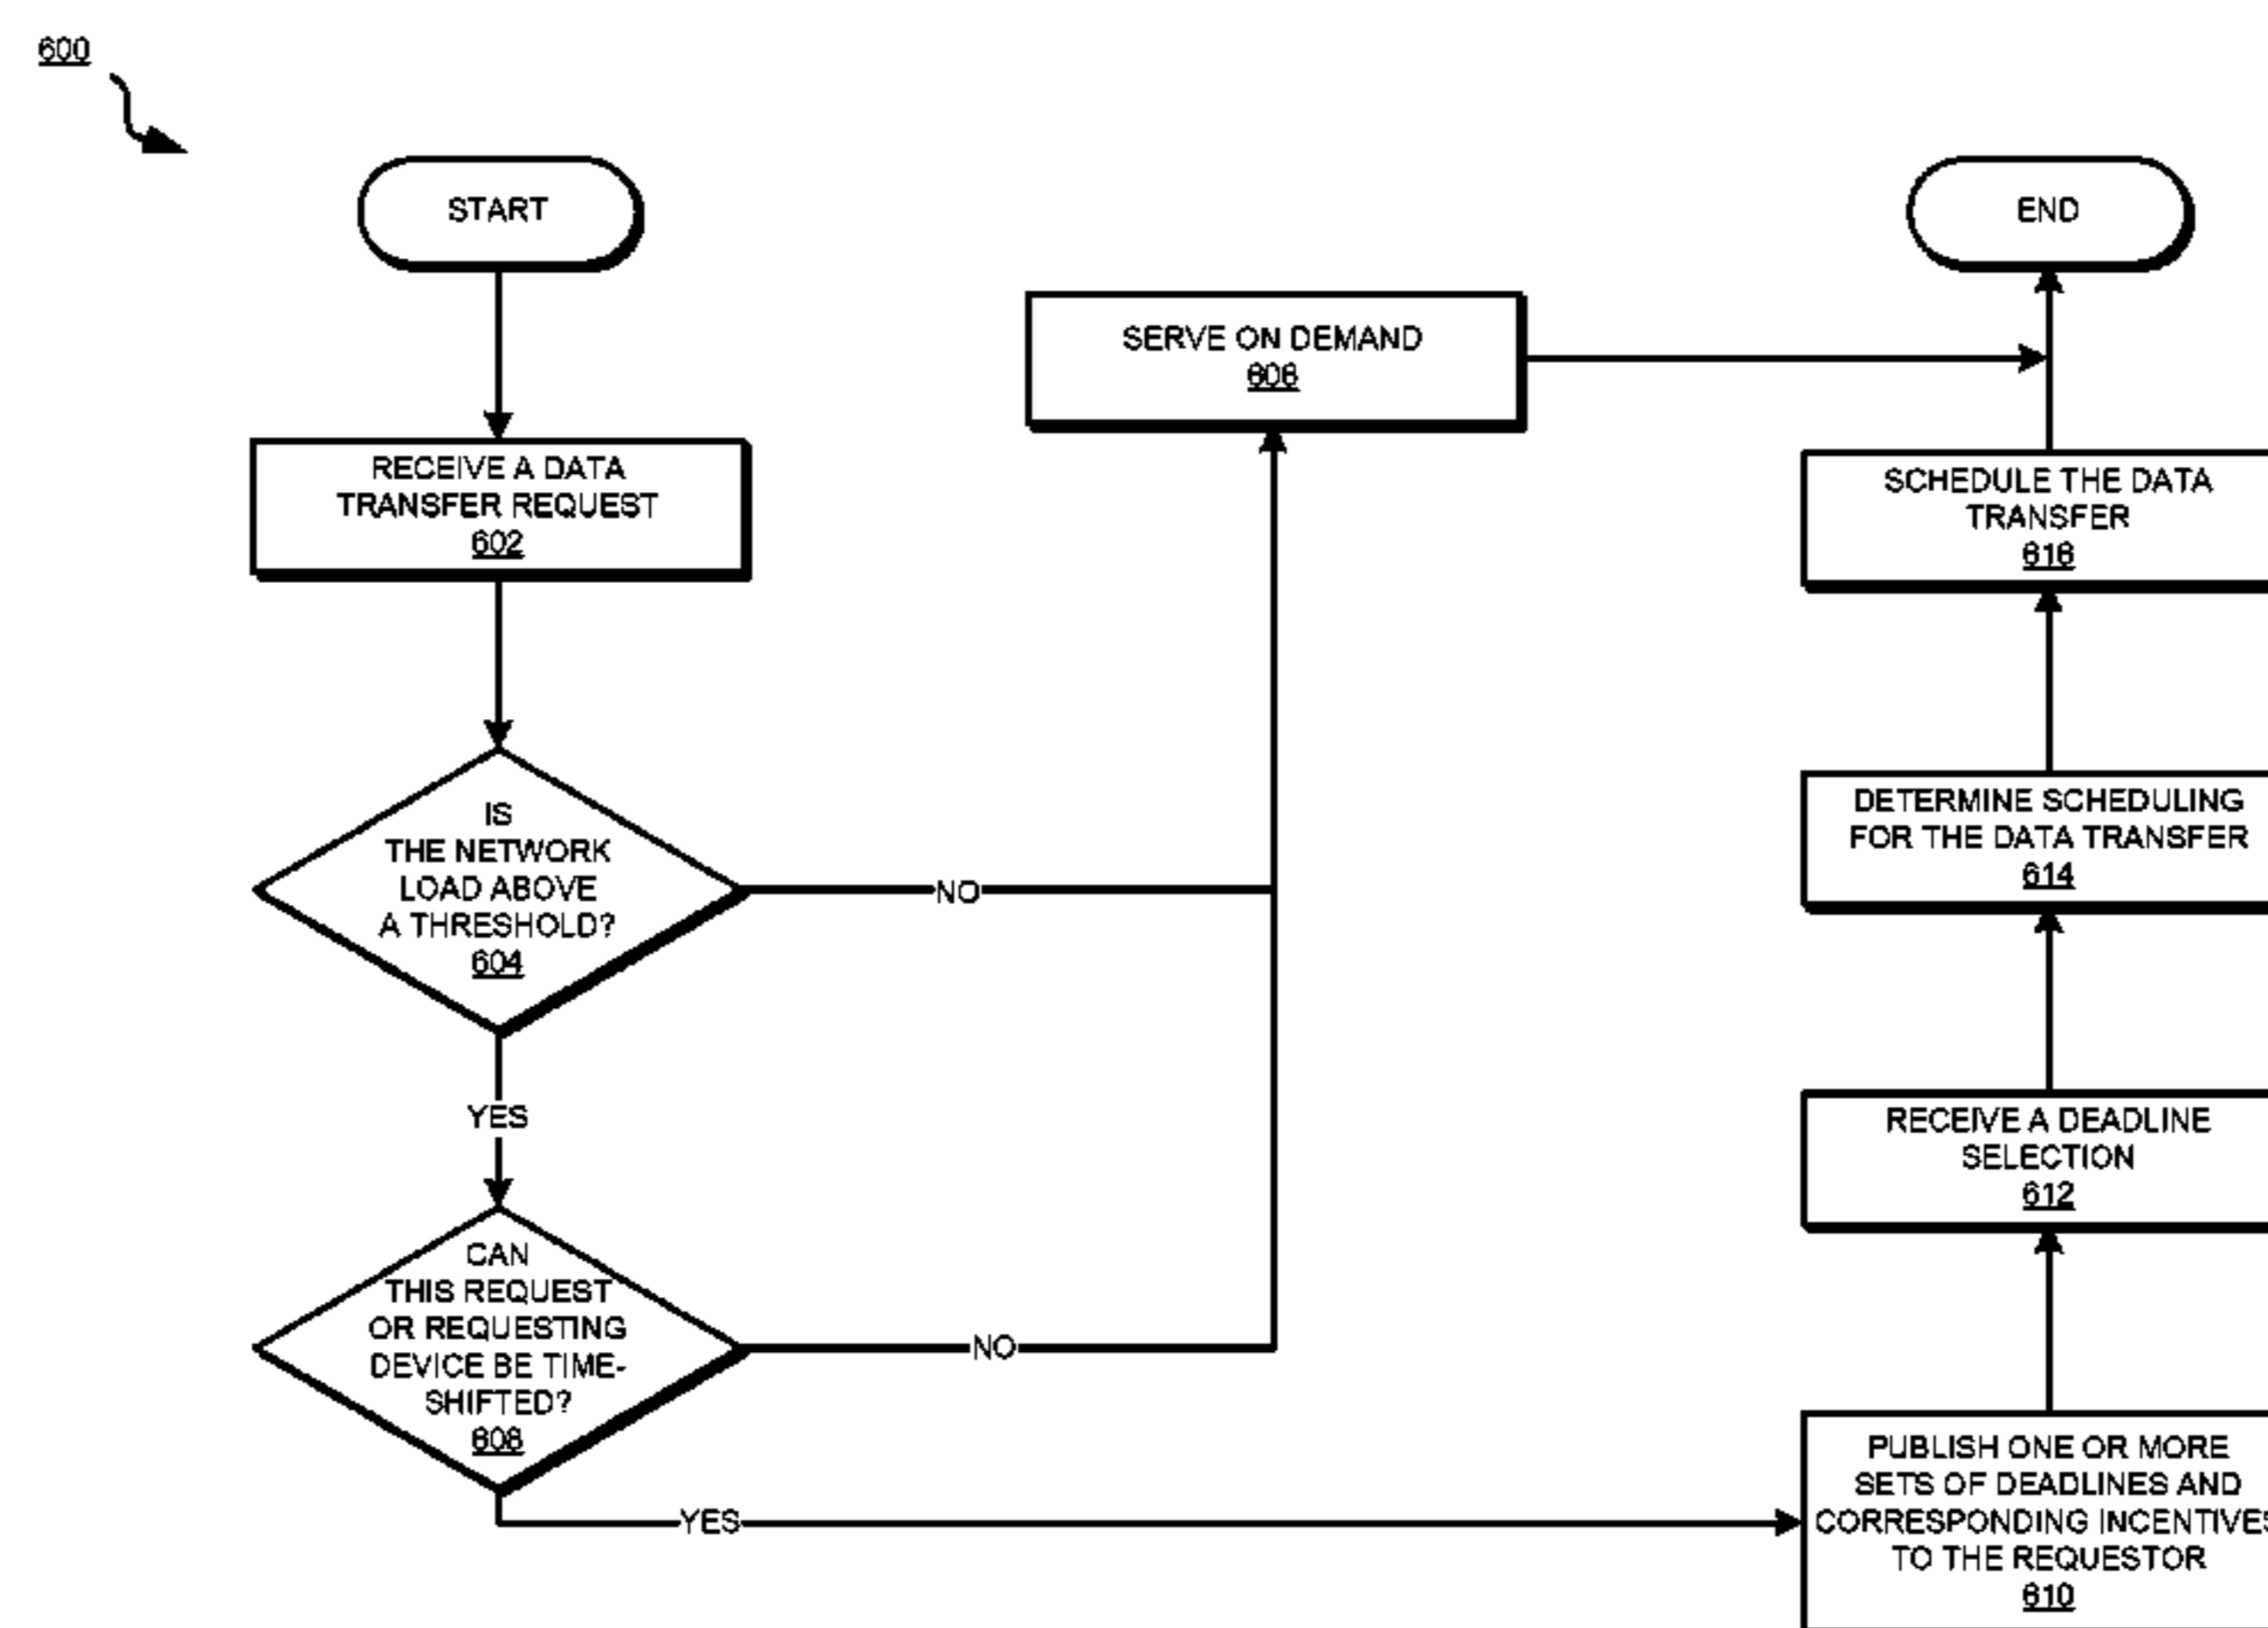 600
START
RECEIVE A DATA
TRANSFER REQUEST
602
IS
THE NETWORK
LOAD ABOVE
A THRESHOLD?
604
NO
YES
CAN
THIS REQUEST
OR REQUESTING
DEVICE BE TIME-
SHIFTED?
608
NO
YES
SERVE ON DEMAND
606
PUBLISH ONE OR MORE
SETS OF DEADLINES AND
CORRESPONDING INCENTIVES
TO THE REQUESTOR
610
RECEIVE A DEADLINE
SELECTION
612
DETERMINE SCHEDULING
FOR THE DATA TRANSFER
614
SCHEDULE THE DATA
TRANSFER
616
END